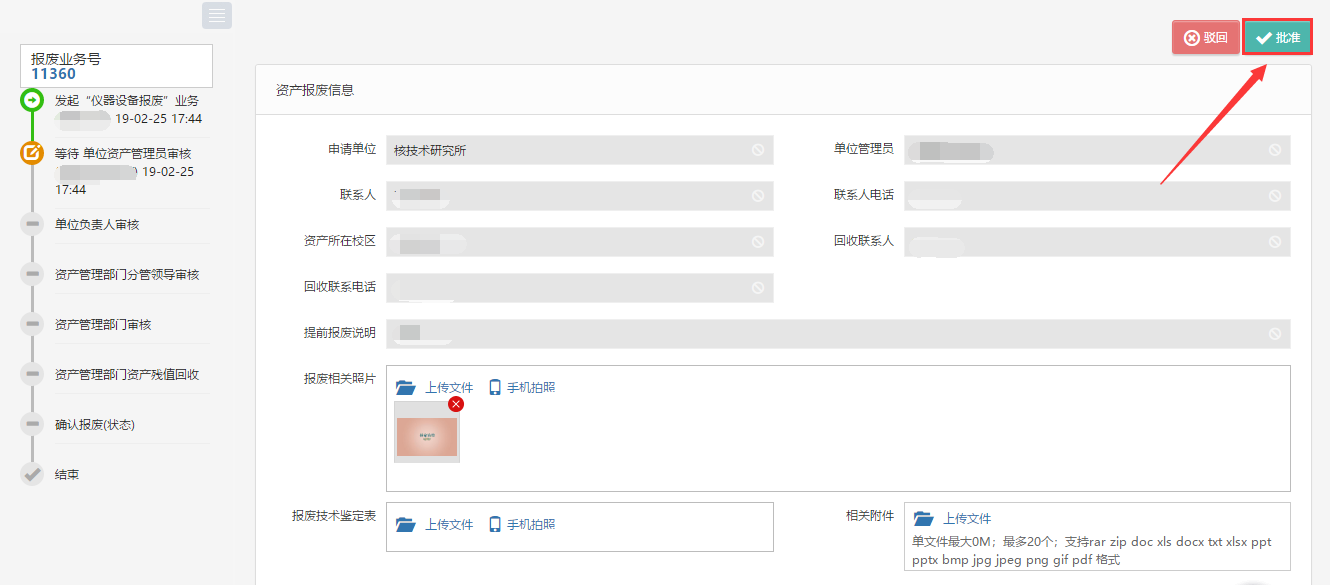 报废业务号
11360
发起“仪器设备报废”业务
19-02-25 17:44
等待 单位资产管理员审核
) 19-02-25
17:44
单位负责人审核
资产管理部门分管领导审核
资产管理部门审核
资产管理部门资产残值回收
确认报废(状态)
结束
驳回 批准
资产报废信息
申请单位 核技术研究所 单位管理员
联系人 联系人电话
资产所在校区 回收联系人
回收联系电话
提前报废说明
报废相关照片 上传文件 手机拍照
报废技术鉴定表 上传文件 手机拍照 相关附件 上传文件
单文件最大0M；最多20个；支持rar zip doc xls docx txt xlsx ppt
pptx bmp jpg jpeg png gif pdf 格式